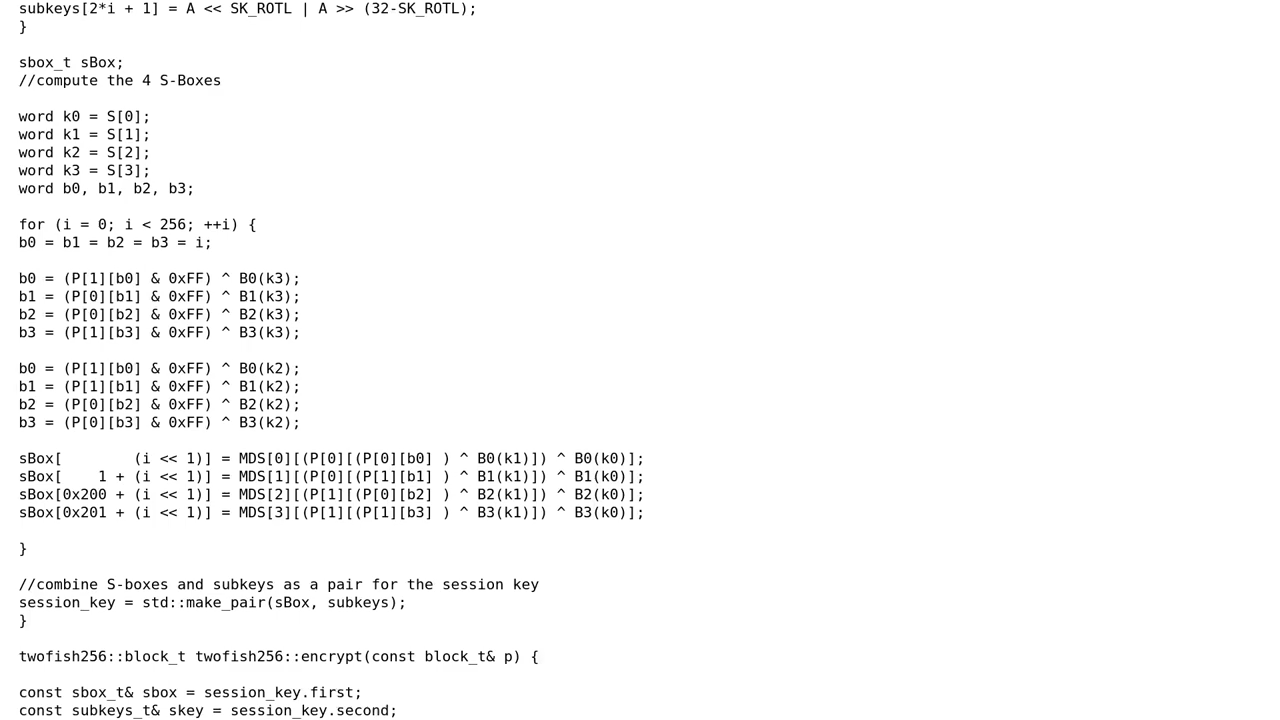 subkeys[2*i + 1] = A << SK_ROTL | A >> (32-SK_ROTL);
}
sbox_t sBox;
//compute the 4 S-Boxes
word k0 = S[0];
word k1 = S[1];
word k2 = S[2];
word k3 = S[3];
word b0, b1, b2, b3;
for (i = 0; i < 256; ++i) {
b0 = b1 = b2 = b3 = i;
b0 = (P[1][b0] & 0xFF) ^ B0(k3);
b1 = (P[0][b1] & 0xFF) ^ B1(k3);
b2 = (P[0][b2] & 0xFF) ^ B2(k3);
b3 = (P[1][b3] & 0xFF) ^ B3(k3);
b0 = (P[1][b0] & 0xFF) ^ B0(k2);
b1 = (P[1][b1] & 0xFF) ^ B1(k2);
b2 = (P[0][b2] & 0xFF) ^ B2(k2);
b3 = (P[0][b3] & 0xFF) ^ B3(k2);
sBox[        (i << 1)] = MDS[0][(P[0][(P[0][b0] ) ^ B0(k1)]) ^ B0(k0)];
sBox[    1 + (i << 1)] = MDS[1][(P[0][(P[1][b1] ) ^ B1(k1)]) ^ B1(k0)];
sBox[0x200 + (i << 1)] = MDS[2][(P[1][(P[0][b2] ) ^ B2(k1)]) ^ B2(k0)];
sBox[0x201 + (i << 1)] = MDS[3][(P[1][(P[1][b3] ) ^ B3(k1)]) ^ B3(k0)];
}
//combine S-boxes and subkeys as a pair for the session key
session_key = std::make_pair(sBox, subkeys);
}
twofish256::block_t twofish256::encrypt(const block_t& p) {
const sbox_t& sbox = session_key.first;
const subkeys_t& skey = session_key.second;